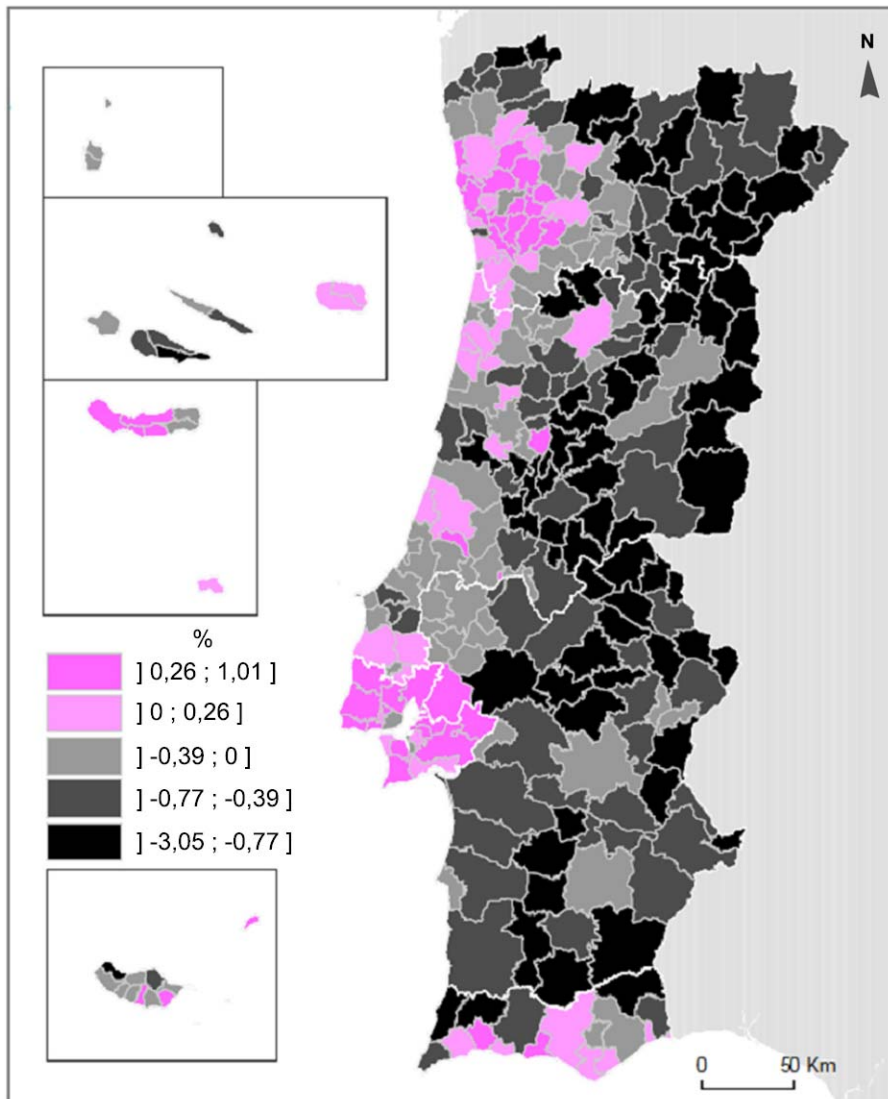 N
%
] 0,26 ; 1,01 ]
] 0 ; 0,26 ]
] -0,39 ; 0 ]
] -0,77 ; -0,39 ]
] -3,05 ; -0,77 ]
0 50 Km